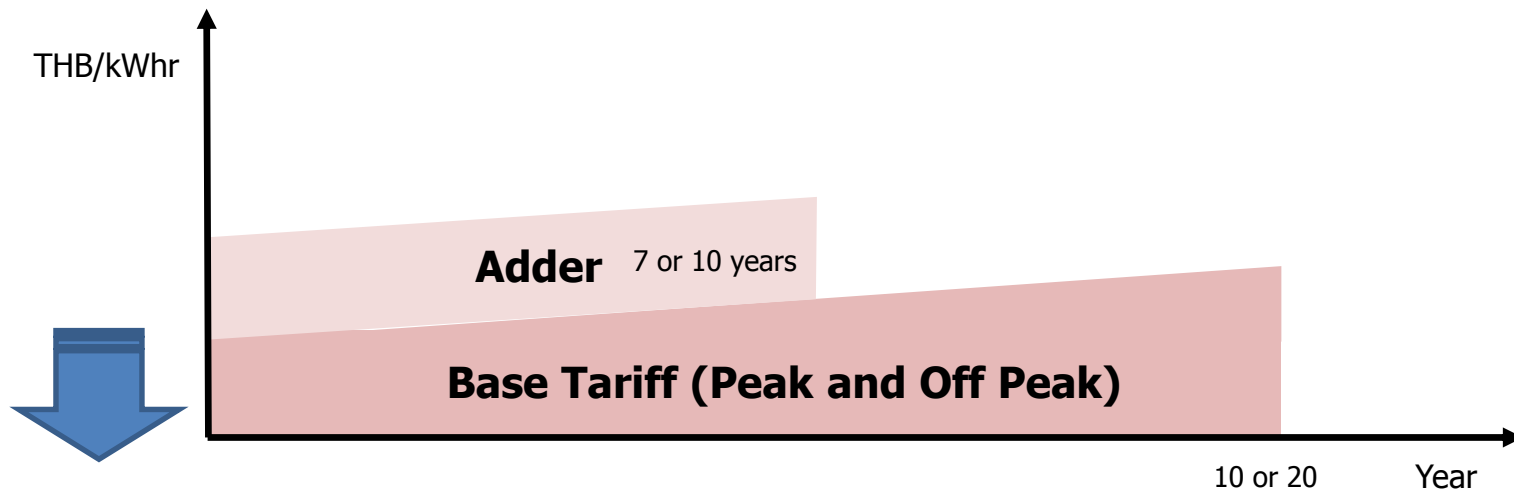 THB/kWhr
Adder 7 or 10 years
Base Tariff (Peak and Off Peak)
10 or 20 Year